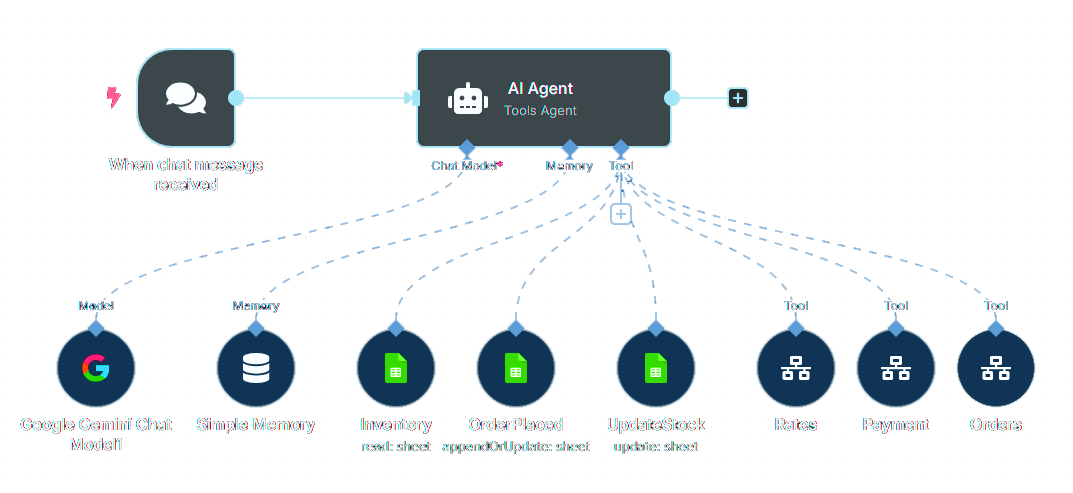 AI Agent
Tools Agent
When chat message
received
Chat Model*
Memory
Tool
Model
Memory
Tool
Tool
Tool
Google Gemini Chat
Model1
Simple Memory
Inventory
read: sheet
OrderPlaced
appendOrUpdate: sheet
UpdateStock
update: sheet
Rates
Payment
Orders